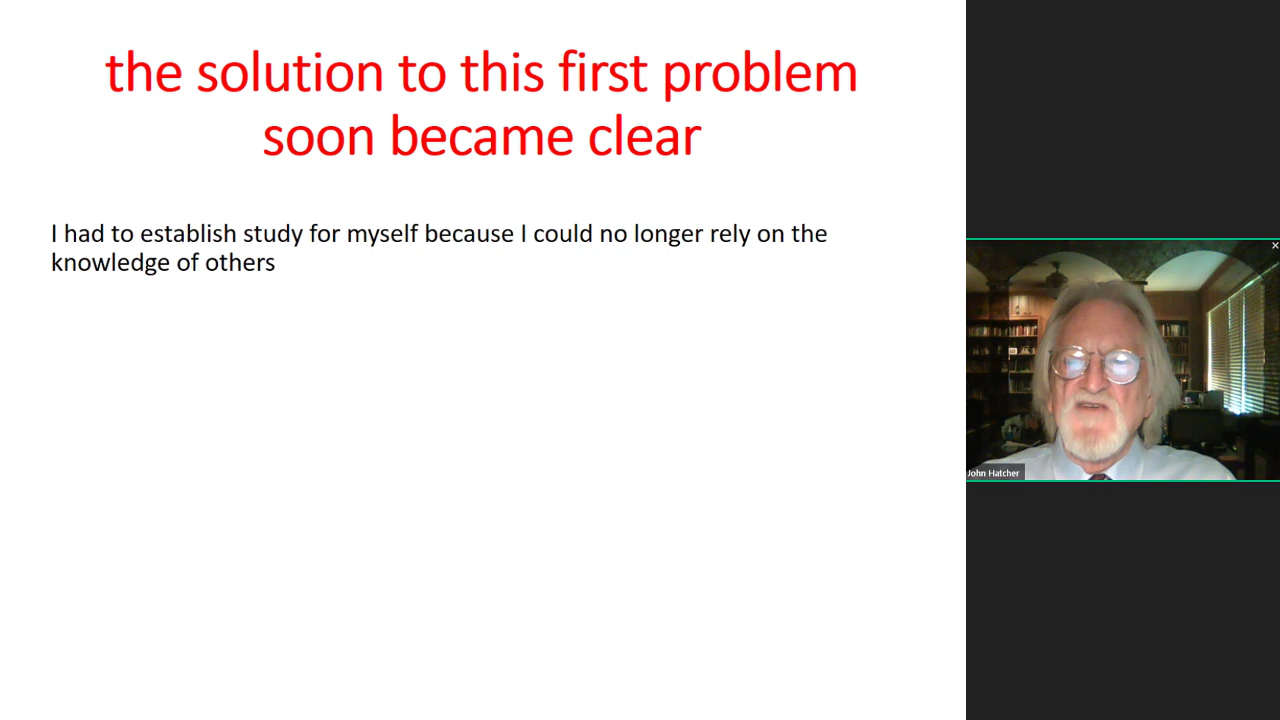 the solution to this first problem
soon became clear
I had to establish study for myself because I could no longer rely on the
knowledge of others
John Hatcher